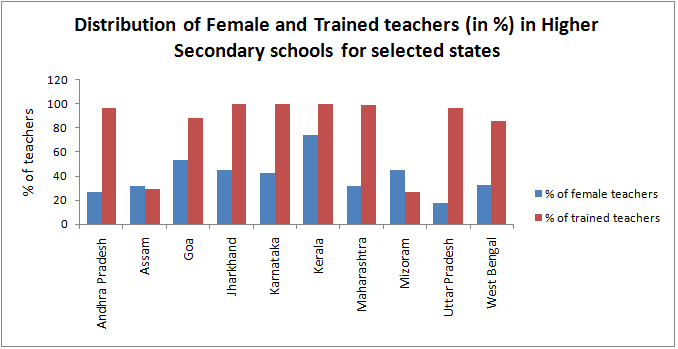 Distribution of Female and Trained teachers (in %) in Higher
Secondary schools for selected states
% of teachers
120
100
80
60
40
20
0
Andhra Pradesh
Assam
Goa
Jharkhand
Karnataka
Kerala
Maharashtra
Mizoram
Uttar Pradesh
West Bengal
% of female teachers
% of trained teachers